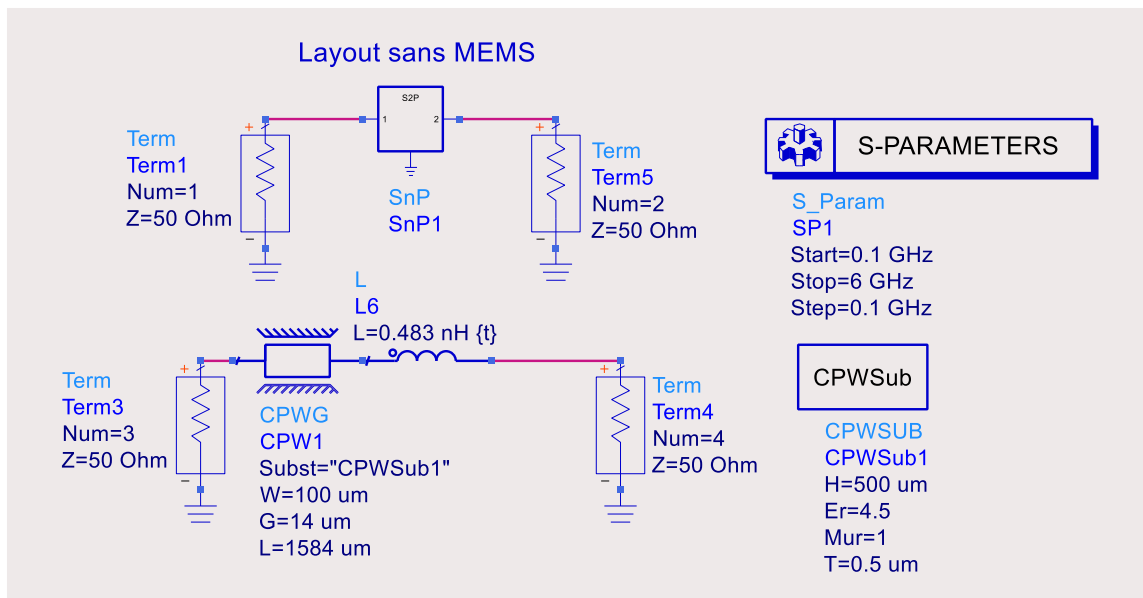 Layout sans MEMS
S2P
1
2
+
Term
Term1
Num=1
Z=50 Ohm
-
SnP
SnP1
+
Term
Term5
Num=2
Z=50 Ohm
-
S-PARAMETERS
S_Param
SP1
Start=0.1 GHz
Stop=6 GHz
Step=0.1 GHz
L
L6
L=0.483 nH {t}
+
Term
Term3
Num=3
Z=50 Ohm
-
CPWG
CPW1
Subst="CPWSub1"
W=100 um
G=14 um
L=1584 um
+
Term
Term4
Num=4
Z=50 Ohm
-
CPWSub
CPWSUB
CPWSub1
H=500 um
Er=4.5
Mur=1
T=0.5 um